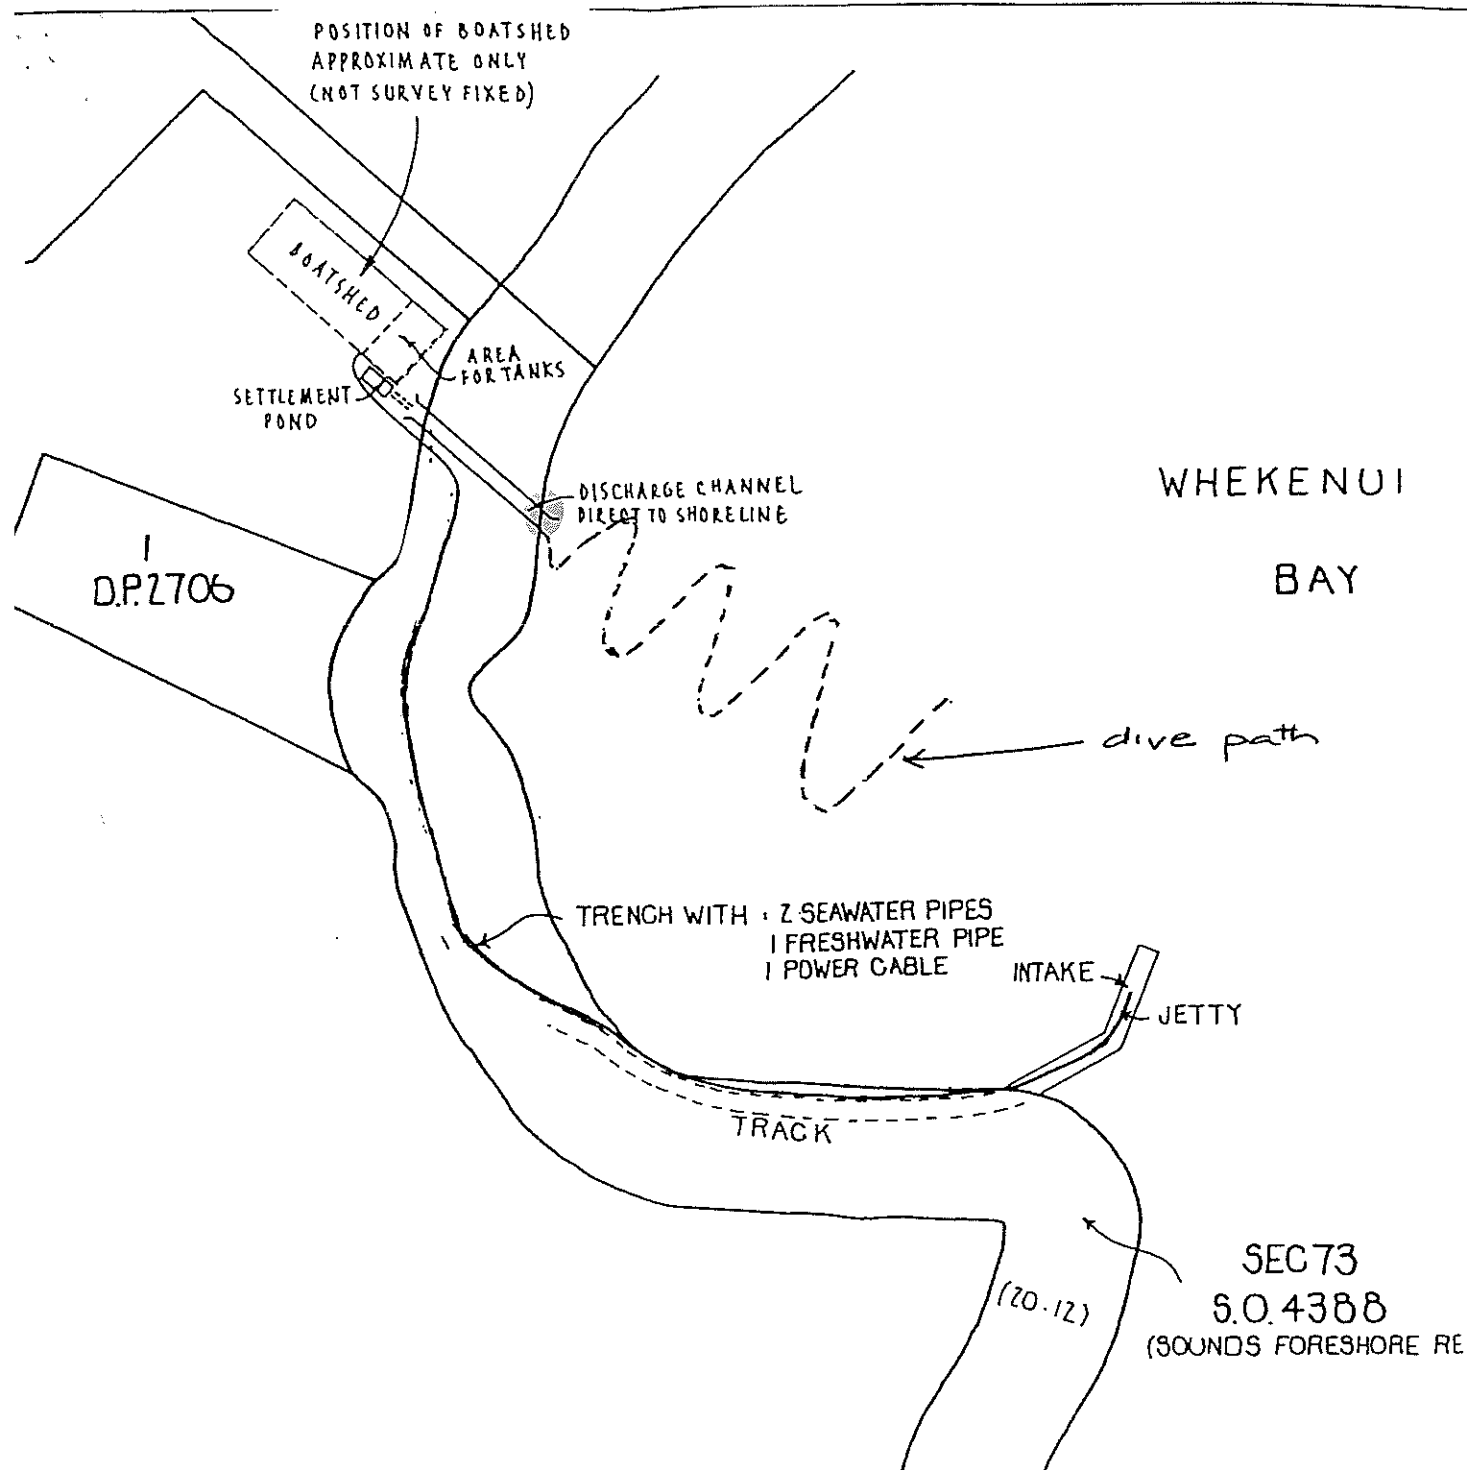 POSITION OF BOATSHED
APPROXIMATE ONLY
(NOT SURVEY FIXED)
BOATSHED
AREA
FOR TANKS
SETTLEMENT
POND
DISCHARGE CHANNEL
DIRECT TO SHORELINE
WHEKENUI
BAY
1
D.P. 2706
dive path
TRENCH WITH : 2 SEAWATER PIPES
1 FRESHWATER PIPE
1 POWER CABLE
INTAKE
JETTY
TRACK
SEC 73
S.O. 4388
(SOUNDS FORESHORE RE
(20.12)